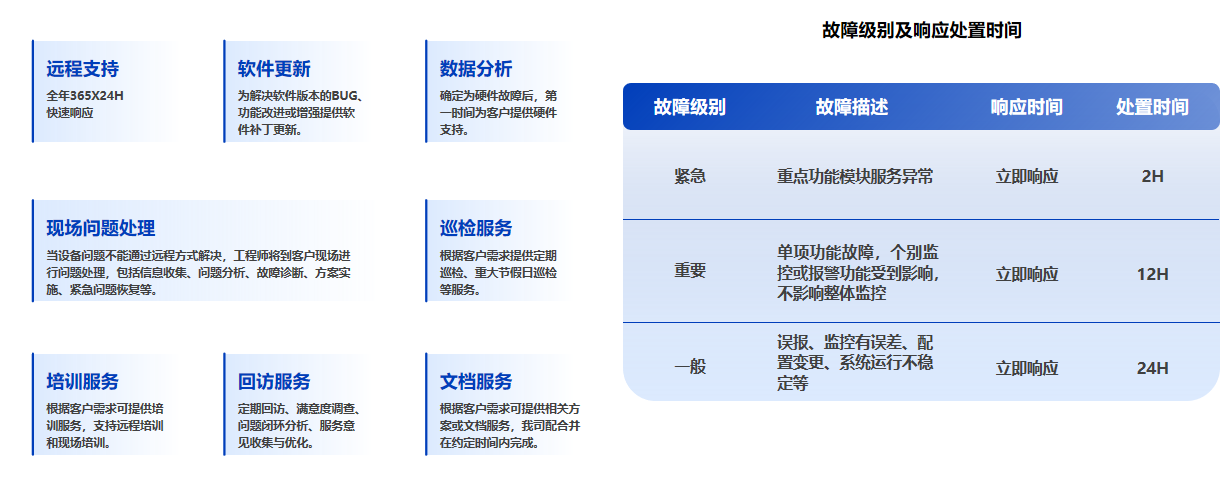 远程支持
全年365X24H
快速响应
软件更新
为解决软件版本的BUG、
功能改进或增强提供软
件补丁更新。
数据分析
确定为硬件故障后，第
一时间为客户提供硬件
支持。
现场问题处理
当设备问题不能通过远程方式解决，工程师将到客户现场进
行问题处理，包括信息收集、问题分析、故障诊断、方案实
施、紧急问题恢复等。
巡检服务
根据客户需求提供定期
巡检、重大节假日巡检
等服务。
培训服务
根据客户需求可提供培
训服务，支持远程培训
和现场培训。
回访服务
定期回访、满意度调查、
问题闭环分析、服务意
见收集与优化。
文档服务
根据客户需求可提供相关方
案或文档服务，我司配合并
在约定时间内完成。
故障级别及响应处置时间
故障级别 故障描述 响应时间 处置时间
紧急 重点功能模块服务异常 立即响应 2H
重要 单项功能故障，个别监
控或报警功能受到影响，
不影响整体监控 立即响应 12H
一般 误报、监控有误差、配
置变更、系统运行不稳
定等 立即响应 24H